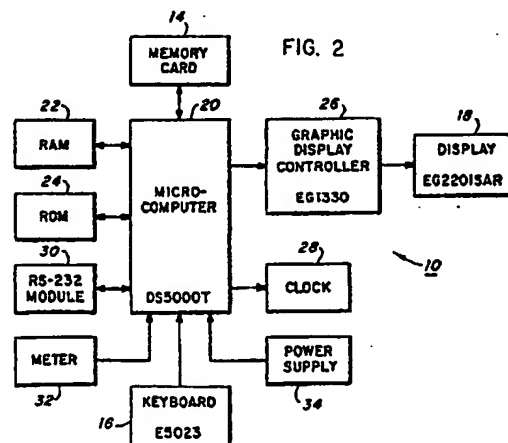 14
FIG. 2
MEMORY
CARD
22
20
26
18
RAM
GRAPHIC
DISPLAY
CONTROLLER
EG1330
DISPLAY
EG22015AR
24
ROM
MICRO-
COMPUTER
DS5000T
10
30
28
RS-232
MODULE
CLOCK
METER
POWER
SUPPLY
32
16
KEYBOARD
E5023
34